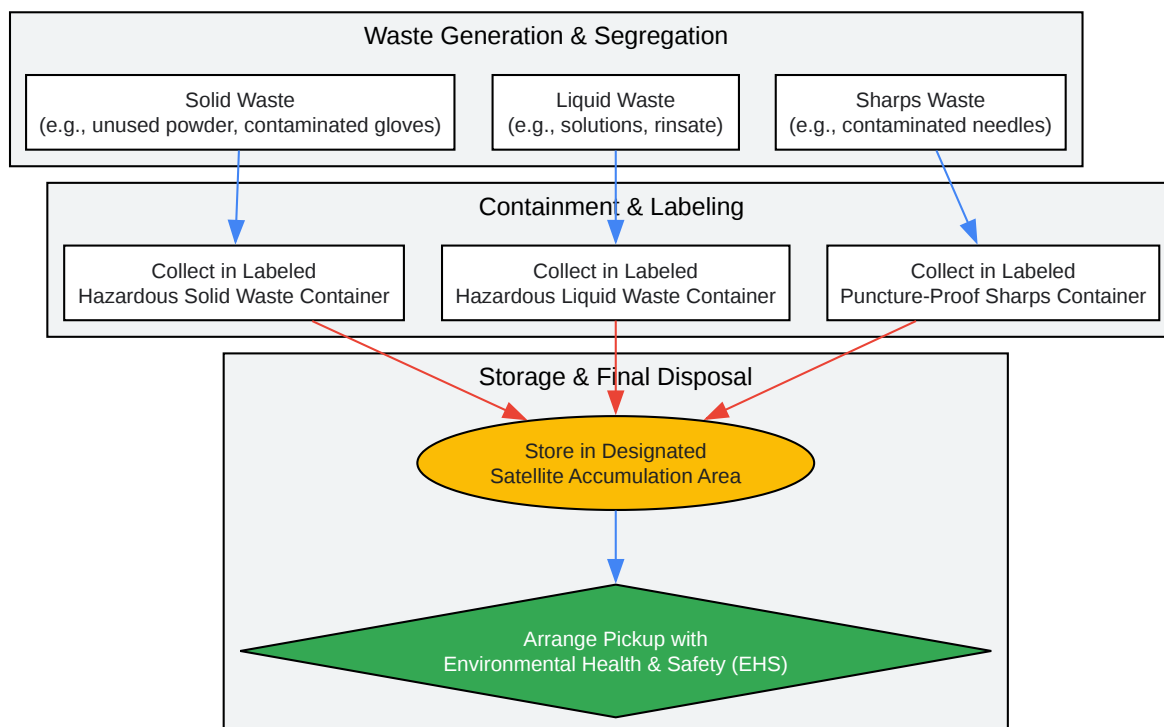 Waste Generation & Segregation
Solid Waste
(e.g., unused powder, contaminated gloves)
Liquid Waste
(e.g., solutions, rinsate)
Sharps Waste
(e.g., contaminated needles)
Containment & Labeling
Collect in Labeled
Hazardous Solid Waste Container
Collect in Labeled
Hazardous Liquid Waste Container
Collect in Labeled
Puncture-Proof Sharps Container
Storage & Final Disposal
Store in Designated
Satellite Accumulation Area
Arrange Pickup with
Environmental Health & Safety (EHS)